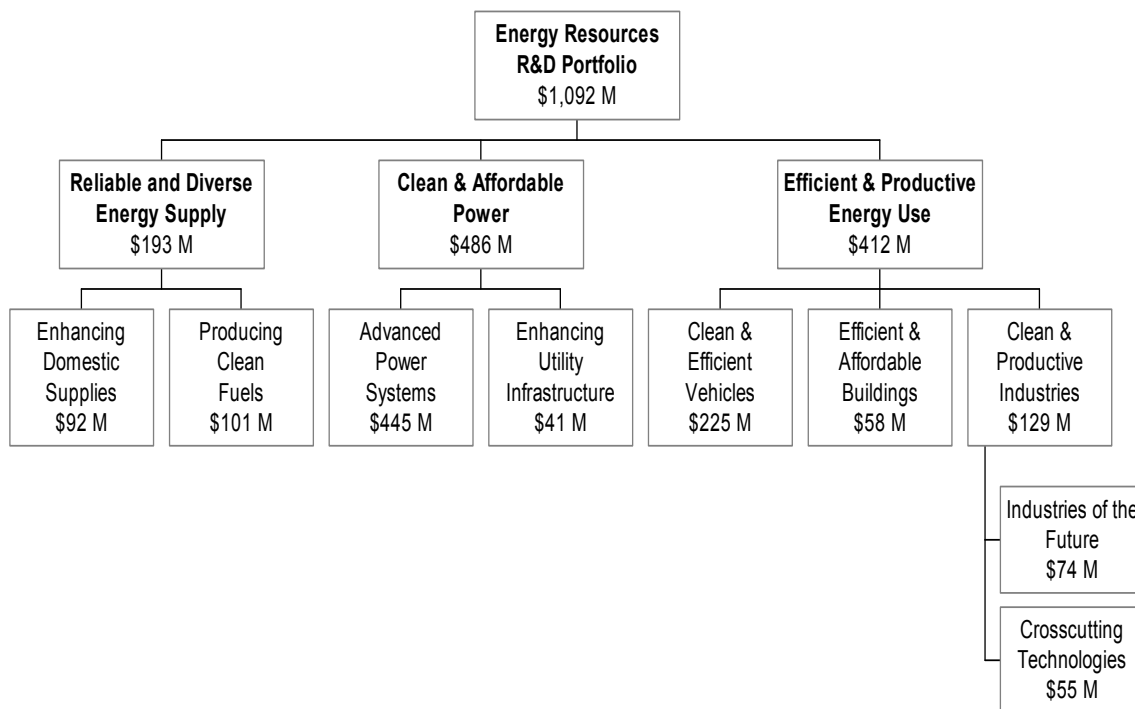 Energy Resources
R&D Portfolio
$1,092 M
Reliable and Diverse
Energy Supply
$193 M
Clean & Affordable
Power
$486 M
Efficient & Productive
Energy Use
$412 M
Enhancing
Domestic
Supplies
$92 M
Producing
Clean
Fuels
$101 M
Advanced
Power
Systems
$445 M
Enhancing
Utility
Infrastructure
$41 M
Clean &
Efficient
Vehicles
$225 M
Efficient &
Affordable
Buildings
$58 M
Clean &
Productive
Industries
$129 M
Industries of the
Future
$74 M
Crosscutting
Technologies
$55 M